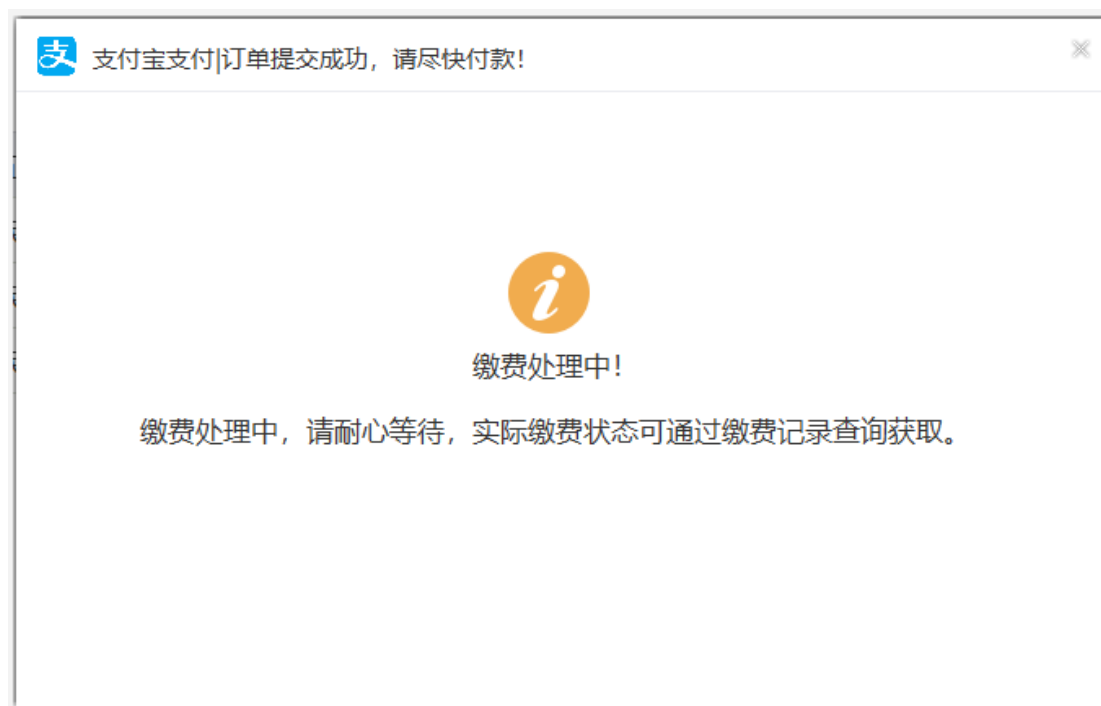 支 支付宝支付|订单提交成功，请尽快付款！
缴费处理中！
缴费处理中，请耐心等待，实际缴费状态可通过缴费记录查询获取。